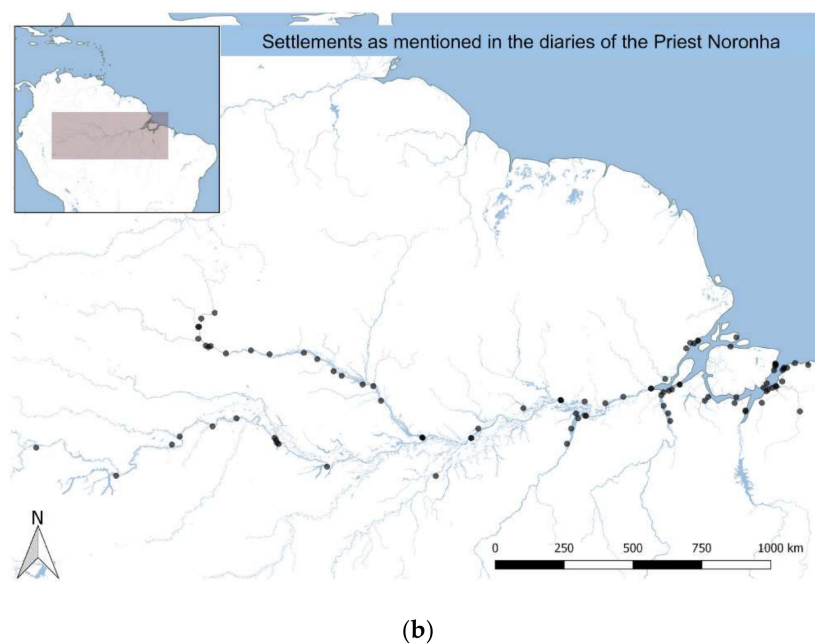 Settlements as mentioned in the diaries of the Priest Noronha
N
0 250 500 750 1000 km
(b)